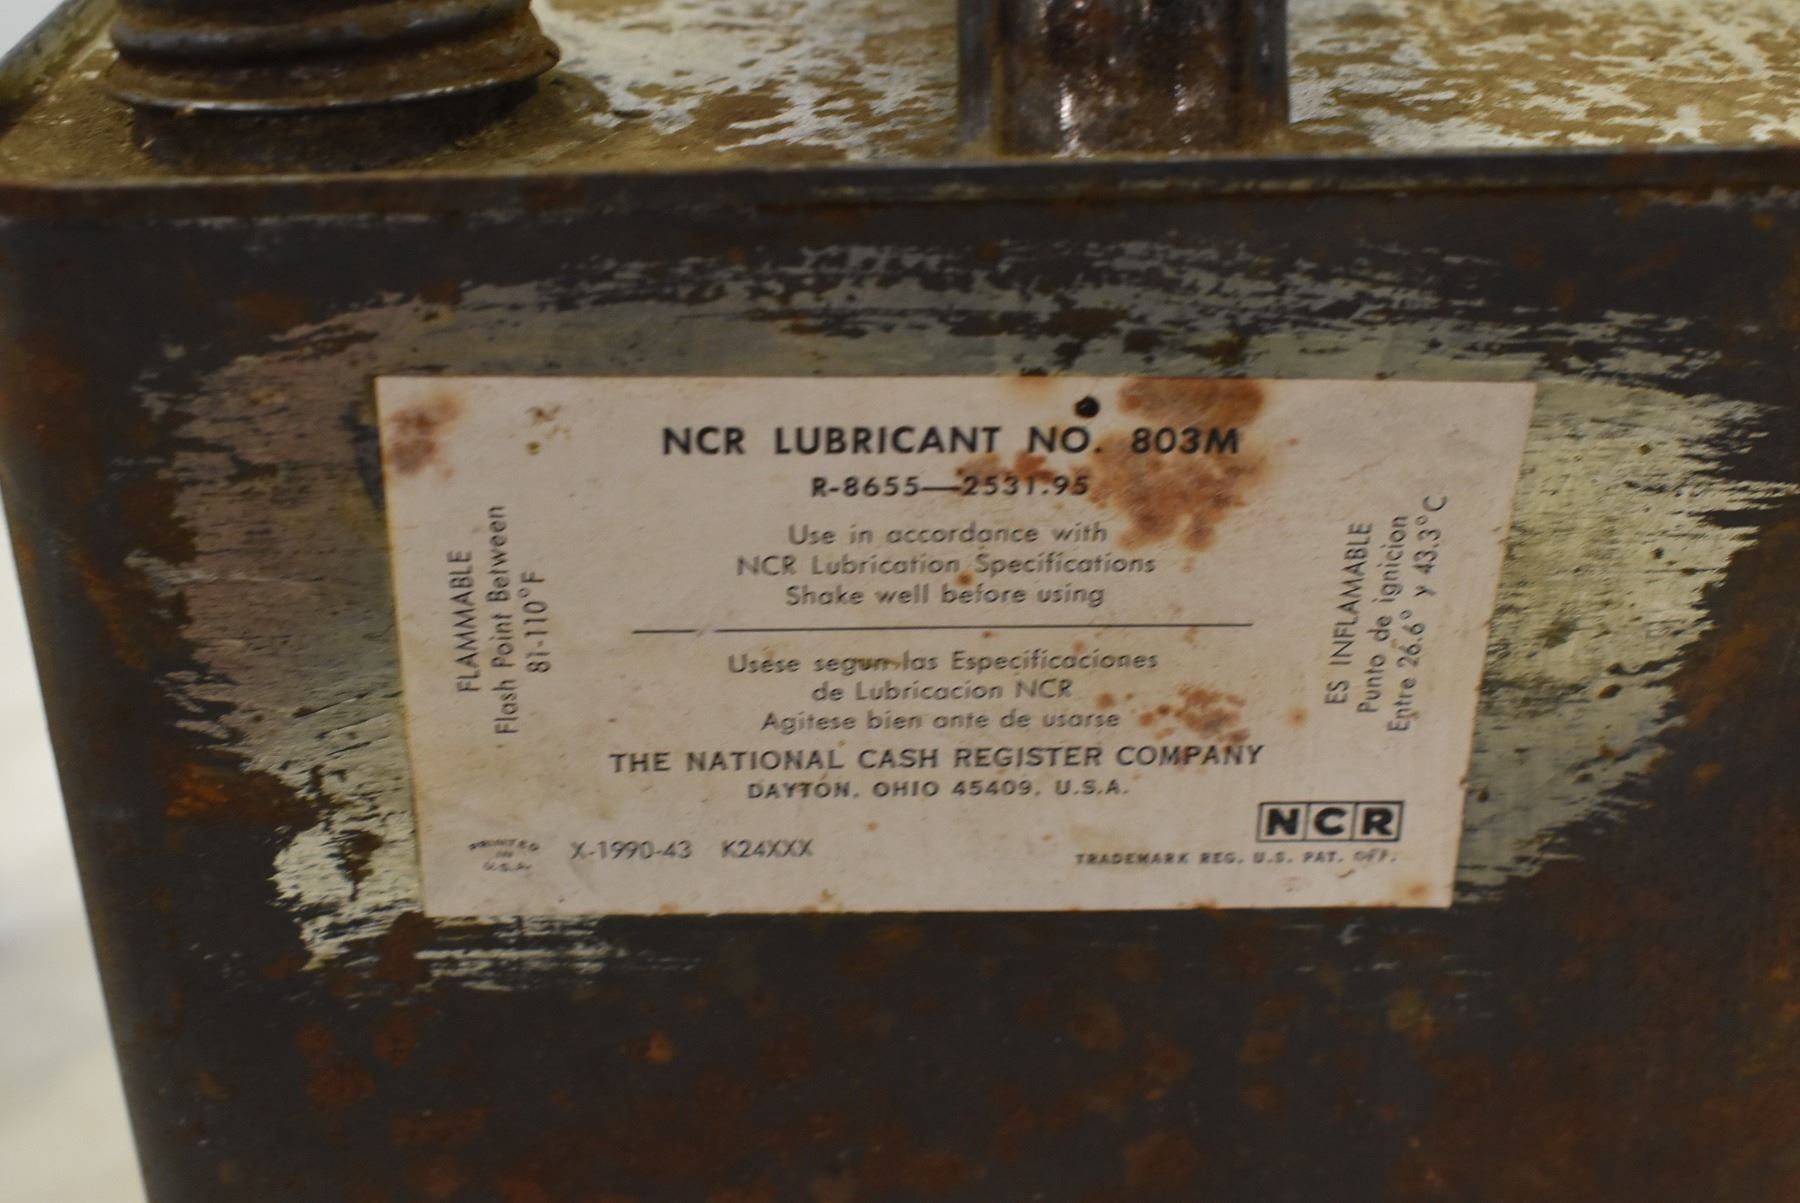 NCR LUBRICANT NO. 803M
R-8655—2531.95
Use in accordance with
NCR Lubrication Specifications
Shake well before using
Usese segun las Especificaciones
de Lubricacion NCR
Agitese bien ante de usarse
THE NATIONAL CASH REGISTER COMPANY
DAYTON, OHIO 45409, U.S.A.
FLAMMABLE
Flash Point Between
81-110°F
ES INFLAMABLE
Punto de ignicion
Entre 26.6° y 43.3°C
PRINTED
IN
U.S.A.
X-1990-43 K24XXX
NCR
TRADEMARK REG. U.S. PAT. OFF.